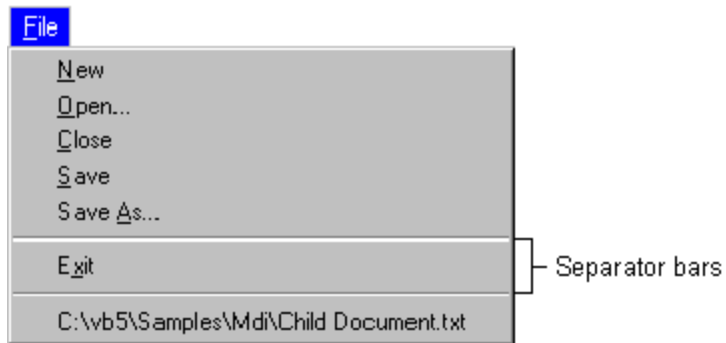 File
New
Open...
Close
Save
Save As...
Exit
Separator bars
C:\vb5\Samples\Mdi\Child Document.txt